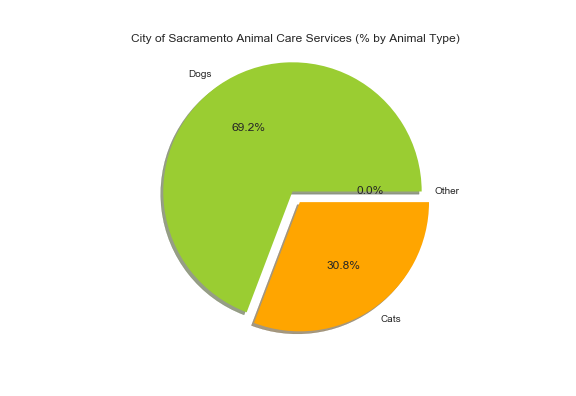 City of Sacramento Animal Care Services (% by Animal Type)
Dogs
69.2%
0.0%
Other
30.8%
Cats